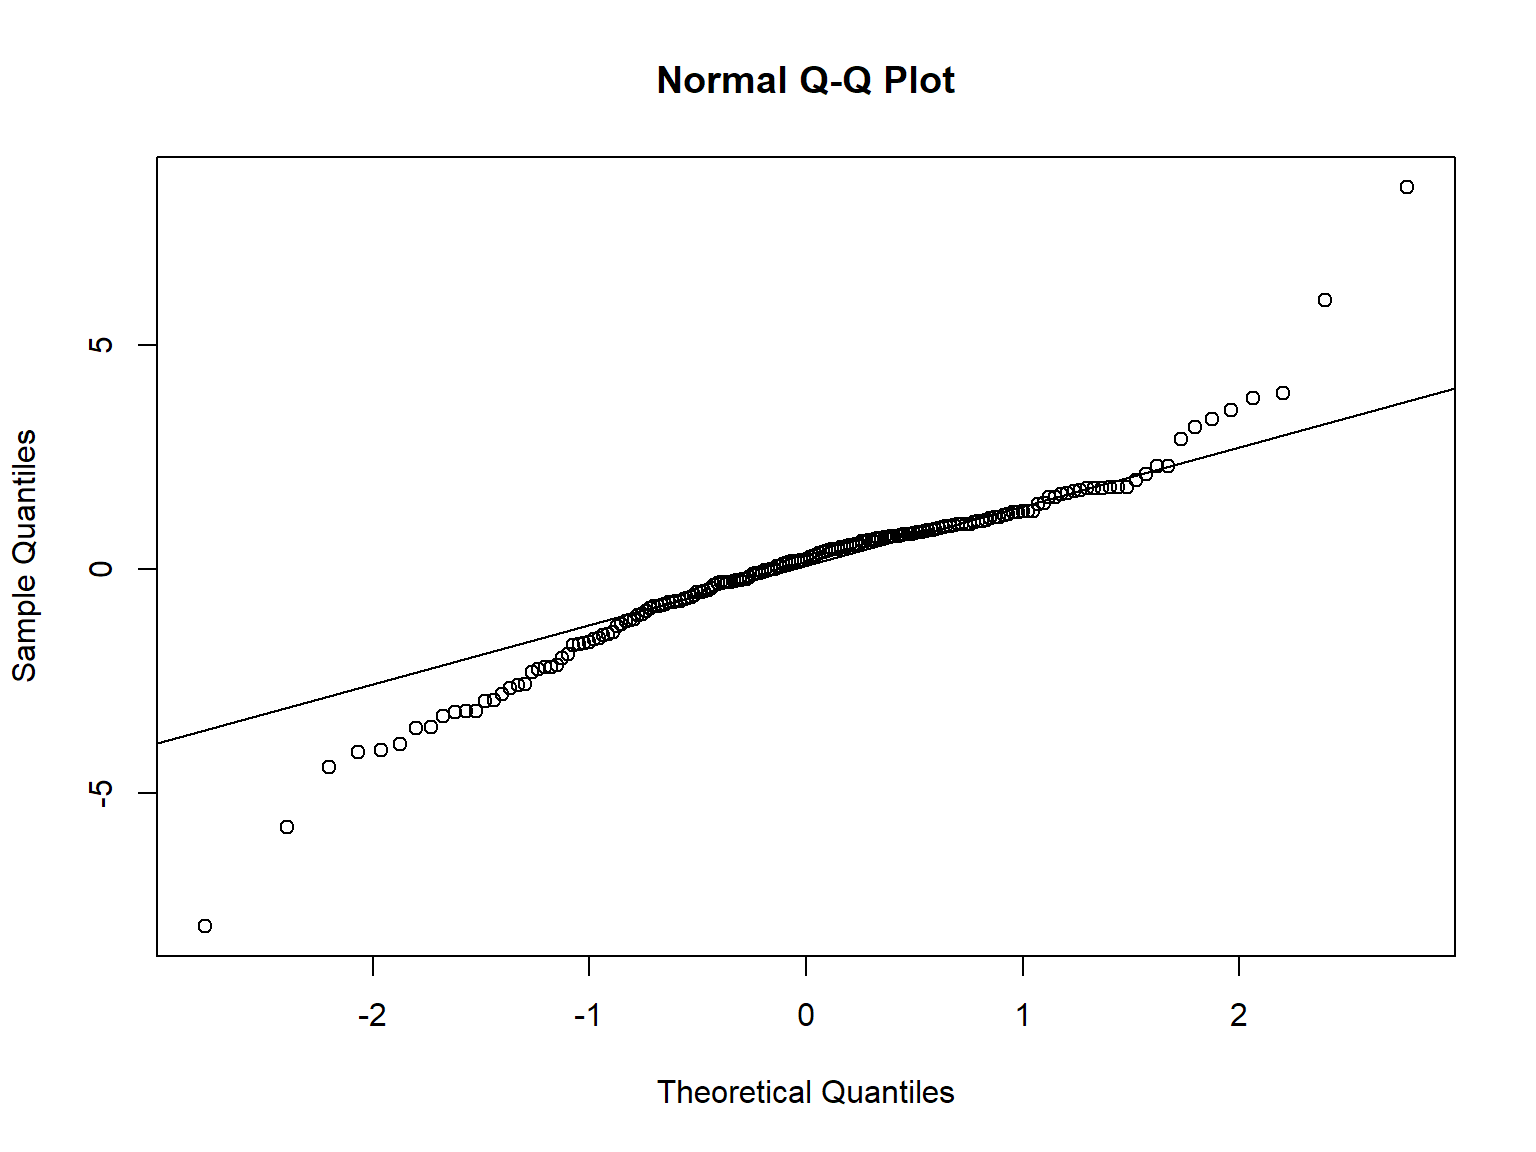 Normal Q-Q Plot
Sample Quantiles
5
0
-5
-2 -1 0 1 2
Theoretical Quantiles